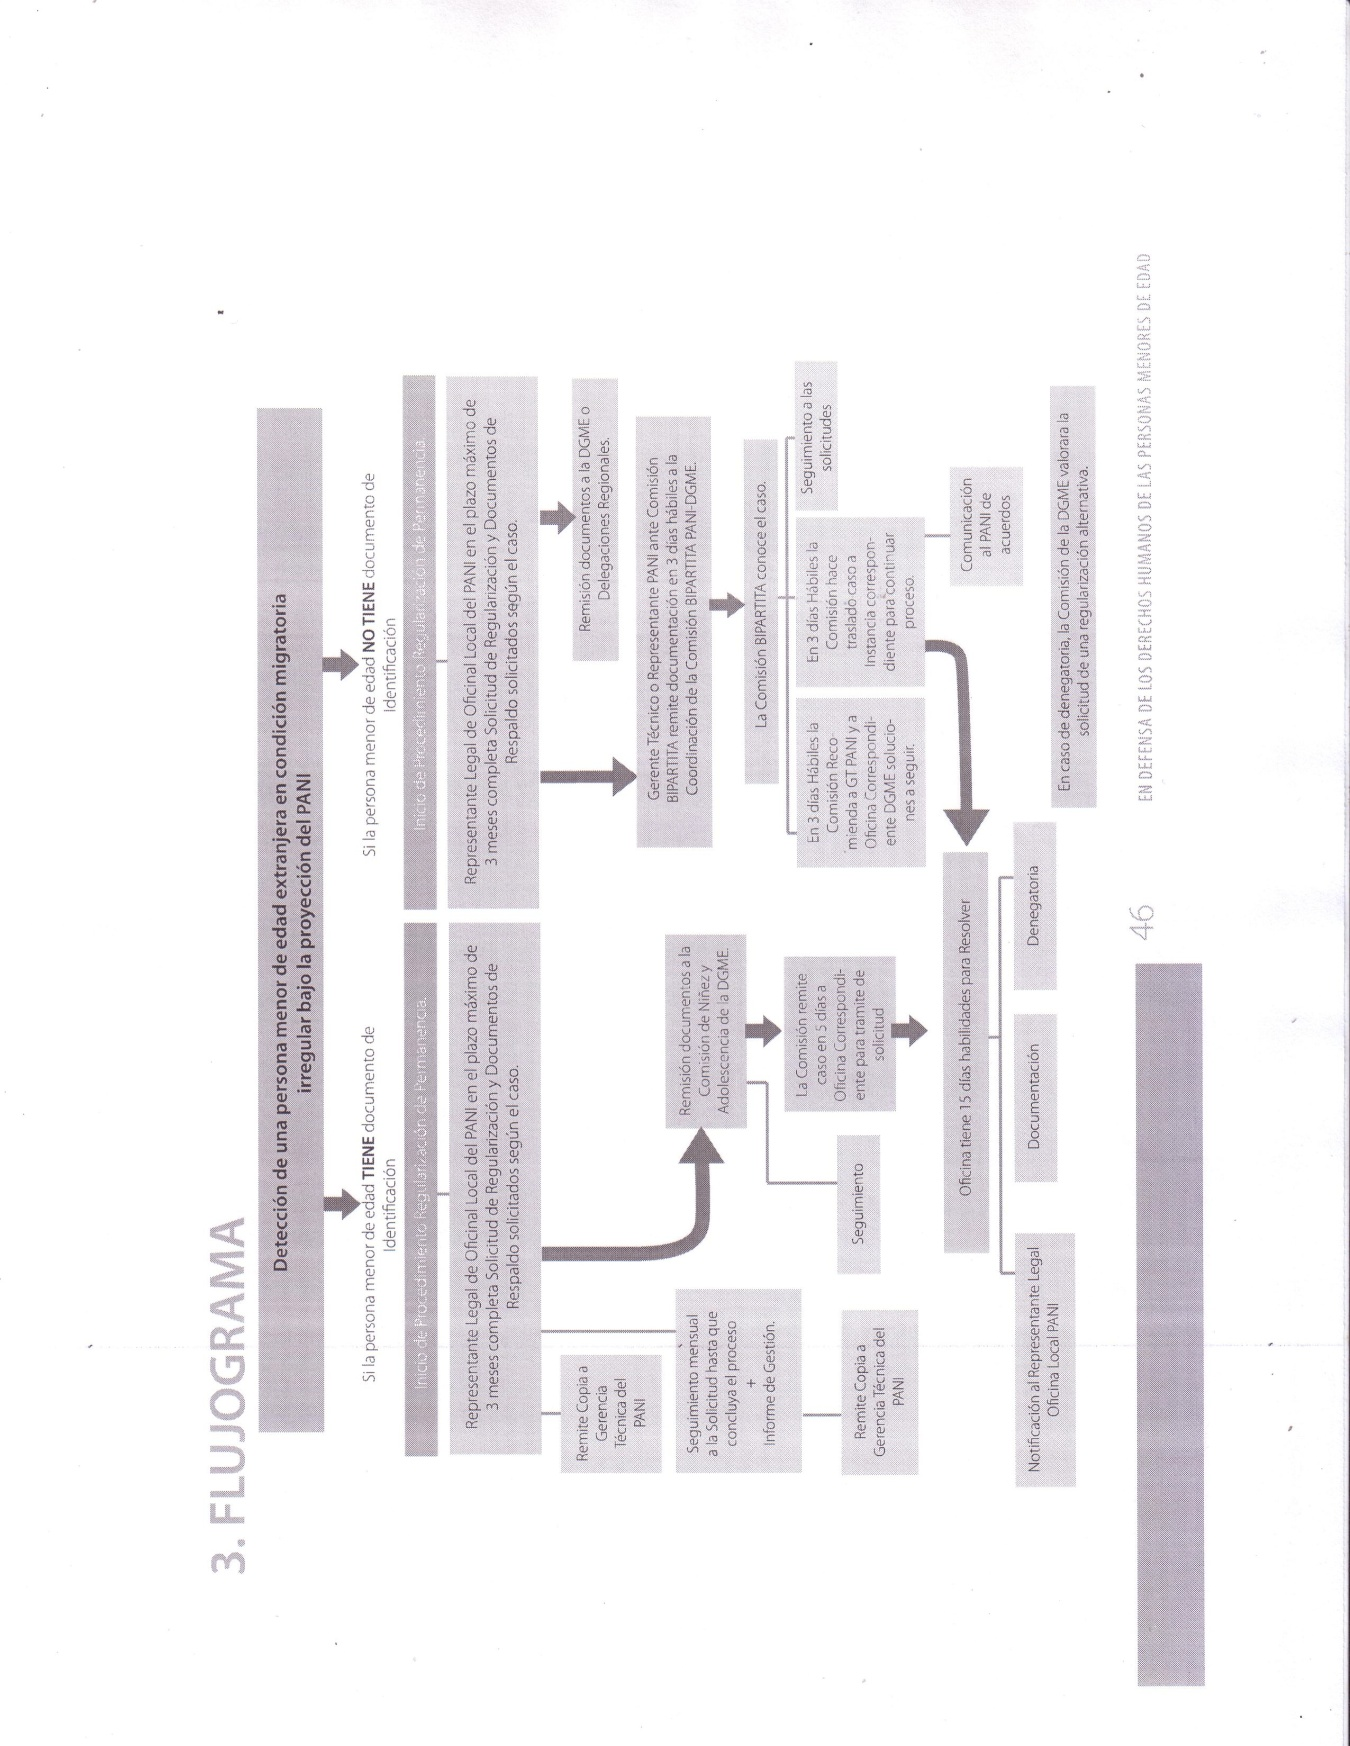 3. FLUJOGRAMA
Detección de una persona menor de edad extranjera en condición migratoria
irregular bajo la proyección del PANI
Si la persona menor de edad TIENE documento de
Identificación
Inicio de Procedimiento Regularización de Permanencia.
Representante Legal de Oficinal Local del PANI en el plazo máximo de
3 meses completa Solicitud de Regularización y Documentos de
Respaldo solicitados según el caso.
Remite Copia a
Gerencia
Técnica del
PANI
Seguimiento mensual
a la Solicitud hasta que
concluya el proceso
+
Informe de Gestión.
Remite Copia a
Gerencia Técnica del
PANI
Remisión documentos a la
Comisión de Niñez y
Adolescencia de la DGME.
Seguimiento
La Comisión remite
caso en 5 días a
Oficina Correspondi-
ente para tramite de
solicitud
Si la persona menor de edad NO TIENE documento de
Identificación
Inicio de Procedimiento Regularización de Permanencia
Representante Legal de Oficinal Local del PANI en el plazo máximo de
3 meses completa Solicitud de Regularización y Documentos de
Respaldo solicitados según el caso.
Remisión documentos a la DGME o
Delegaciones Regionales.
Gerente Técnico o Representante PANI ante Comisión
BIPARTITA remite documentación en 3 días hábiles a la
Coordinación de la Comisión BIPARTITA PANI-DGME.
La Comisión BIPARTITA conoce el caso.
En 3 días Hábiles la
Comisión Reco-
mienda a GT PANI y a
Oficina Correspondi-
ente DGME solucio-
nes a seguir.
En 3 días Hábiles la
Comisión hace
traslado caso a
Instancia correspon-
diente para continuar
proceso.
Seguimiento a las
solicitudes
Comunicación
al PANI de
acuerdos
Oficina tiene 15 días habilidades para Resolver
Notificación al Representante Legal
Oficina Local PANI
Documentación
Denegatoria
En caso de denegatoria, la Comisión de la DGME valorara la
solicitud de una regularización alternativa.
46
EN DEFENSA DE LOS DERECHOS HUMANOS DE LAS PERSONAS MENORES DE EDAD